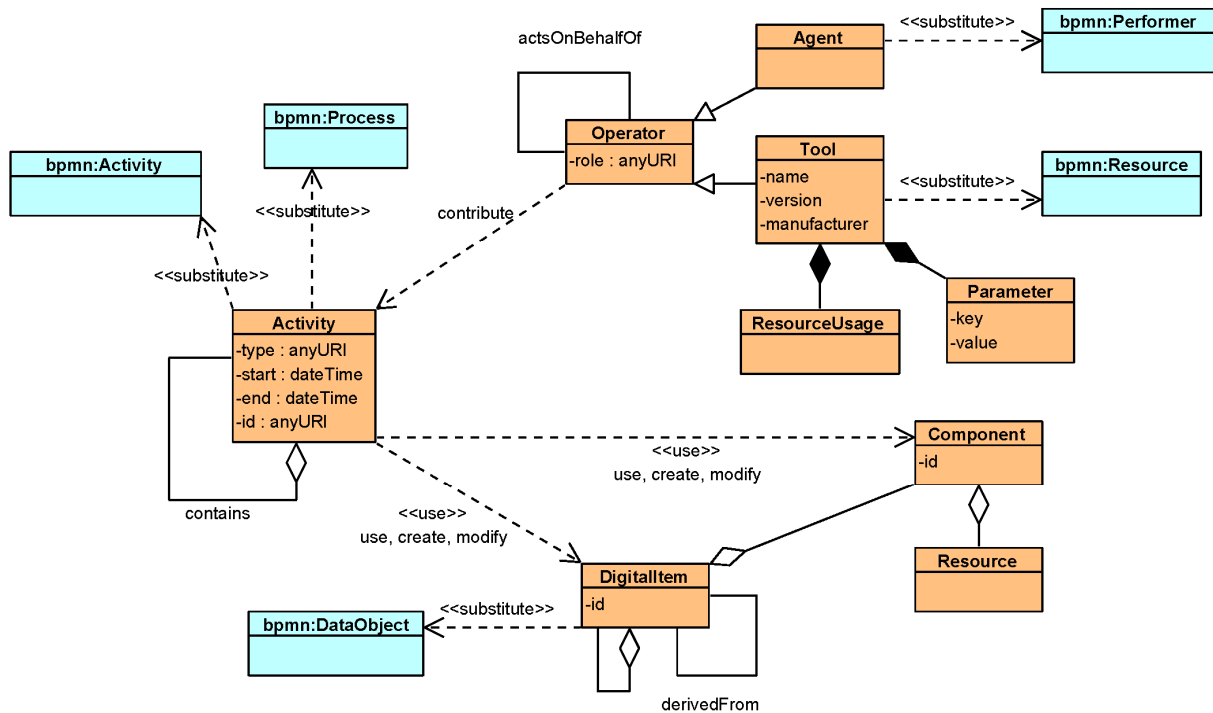 <<substitute>>
bpmn:Performer
Agent
actsOnBehalfOf
bpmn:Process
Operator
-role : anyURI
Tool
-name
-version
-manufacturer
<<substitute>>
bpmn:Resource
bpmn:Activity
<<substitute>>
contribute
<<substitute>>
Activity
-type : anyURI
-start : dateTime
-end : dateTime
-id : anyURI
ResourceUsage
Parameter
-key
-value
contains
<<use>>
use, create, modify
Component
-id
<<use>>
use, create, modify
Resource
DigitalItem
-id
<<substitute>>
bpmn:DataObject
derivedFrom